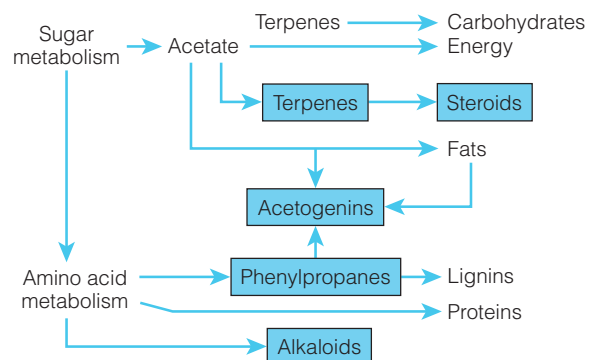 Terpenes
Carbohydrates
Sugar
metabolism
Acetate
Energy
Terpenes
Steroids
Fats
Acetogenins
Amino acid
metabolism
Phenylpropanes
Lignins
Proteins
Alkaloids